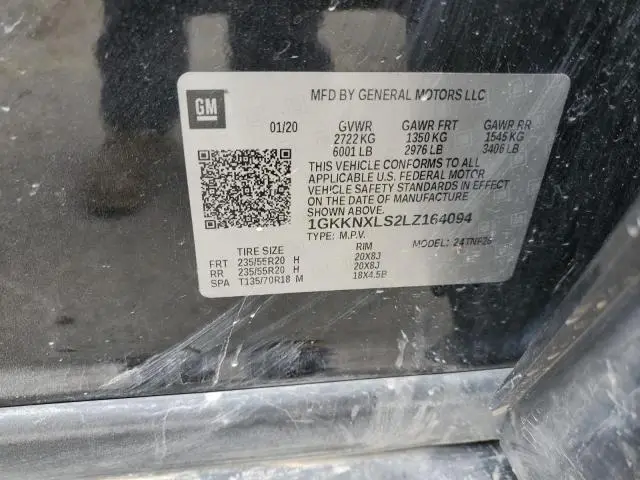 GM
MFD BY GENERAL MOTORS LLC
01/20 GVWR GAWR FRT GAWR RR
2722 KG 1350 KG 1545 KG
6001 LB 2976 LB 3406 LB
THIS VEHICLE CONFORMS TO ALL
APPLICABLE U.S. FEDERAL MOTOR
VEHICLE SAFETY STANDARDS IN EFFECT
ON THE DATE OF MANUFACTURE
SHOWN ABOVE.
1GKKNXLS2LZ164094
TYPE: M.P.V. MODEL: 24TNP26
TIRE SIZE RIM
FRT 235/55R20 H 20X8J
RR 235/55R20 H 20X8J
SPA T135/70R18 M 18X4.5B